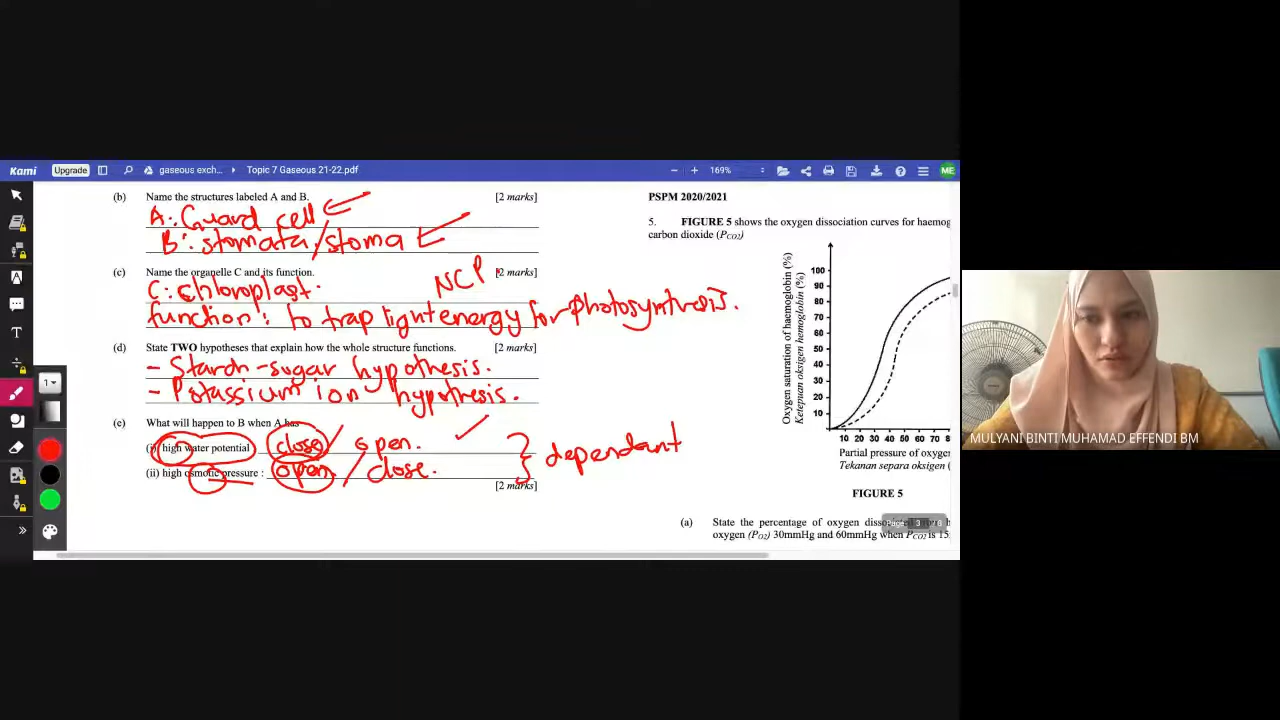 Kami
Upgrade
gaseous exch...
Topic 7 Gaseous 21-22.pdf
169%
ME
(b) Name the structures labeled A and B. [2 marks]
A: Guard cell
B: stomata/stoma
(c) Name the organelle C and its function. [2 marks]
NCP
C: chloroplast.
function: to trap light energy for photosynthesis.
(d) State TWO hypotheses that explain how the whole structure functions. [2 marks]
- Starch-sugar hypothesis.
- Potassium ion hypothesis.
(e) What will happen to B when A has
(i) high water potential close/open.
(ii) high osmotic pressure : open/close.
dependant
[2 marks]
PSPM 2020/2021
5. FIGURE 5 shows the oxygen dissociation curves for haemog
carbon dioxide (PCO2)
Oxygen saturation of haemoglobin (%)
Ketepuan oksigen hemoglobin (%)
100
90
80
70
60
50
40
30
20
10
10 20 30 40 50 60 70 8
Partial pressure of oxyge
Tekanan separa oksigen (
FIGURE 5
(a) State the percentage of oxygen
oxygen (PO2) 30mmHg and 60mmHg when PCO2 is 15
Page 3 / 8
1
MULYANI BINTI MUHAMAD EFFENDI BM